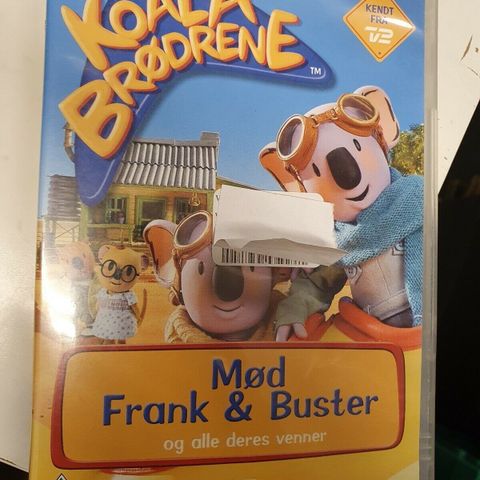 KOALA
BRØDRENE
TM
KENDT
FRA
TV2
Mød
Frank & Buster
og alle deres venner